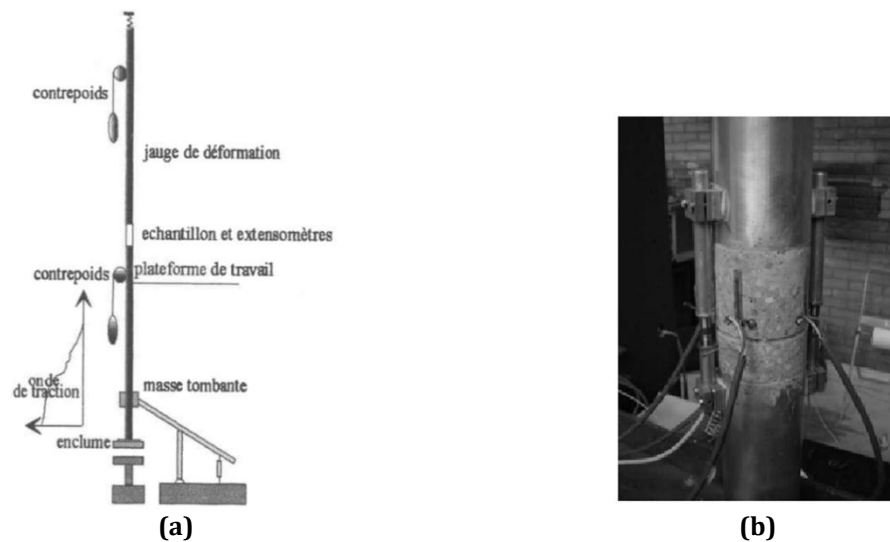 contrepoids
jauge de déformation
echantillon et extensomètres
contrepoids
plateforme de travail
onde
de traction
masse tombante
enclume
(a)
(b)